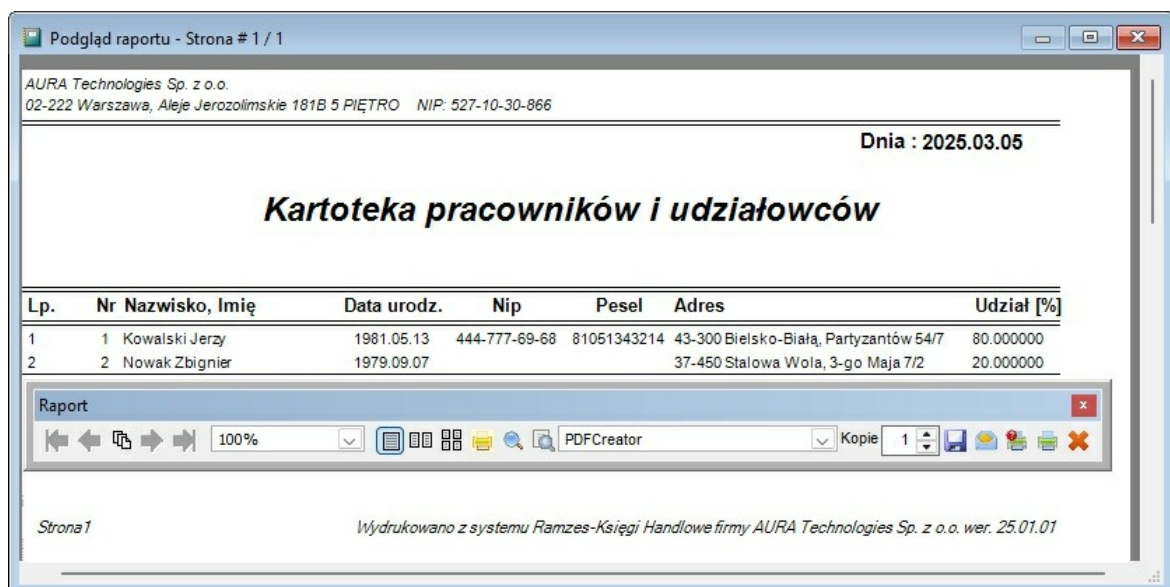 Podgląd raportu - Strona # 1 / 1
AURA Technologies Sp. z o.o.
02-222 Warszawa, Aleje Jerozolimskie 181B 5 PIĘTRO NIP: 527-10-30-866
Dnia : 2025.03.05
Kartoteka pracowników i udziałowców
Lp. Nr Nazwisko, Imię Data urodz. Nip Pesel Adres Udział [%]
1 1 Kowalski Jerzy 1981.05.13 444-777-69-68 81051343214 43-300 Bielsko-Biała, Partyzantów 54/7 80.000000
2 2 Nowak Zbignier 1979.09.07 37-450 Stalowa Wola, 3-go Maja 7/2 20.000000
Raport
100% PDFCreator Kopie 1
Strona1 Wydrukowano z systemu Ramzes-Księgi Handlowe firmy AURA Technologies Sp. z o.o. wer. 25.01.01